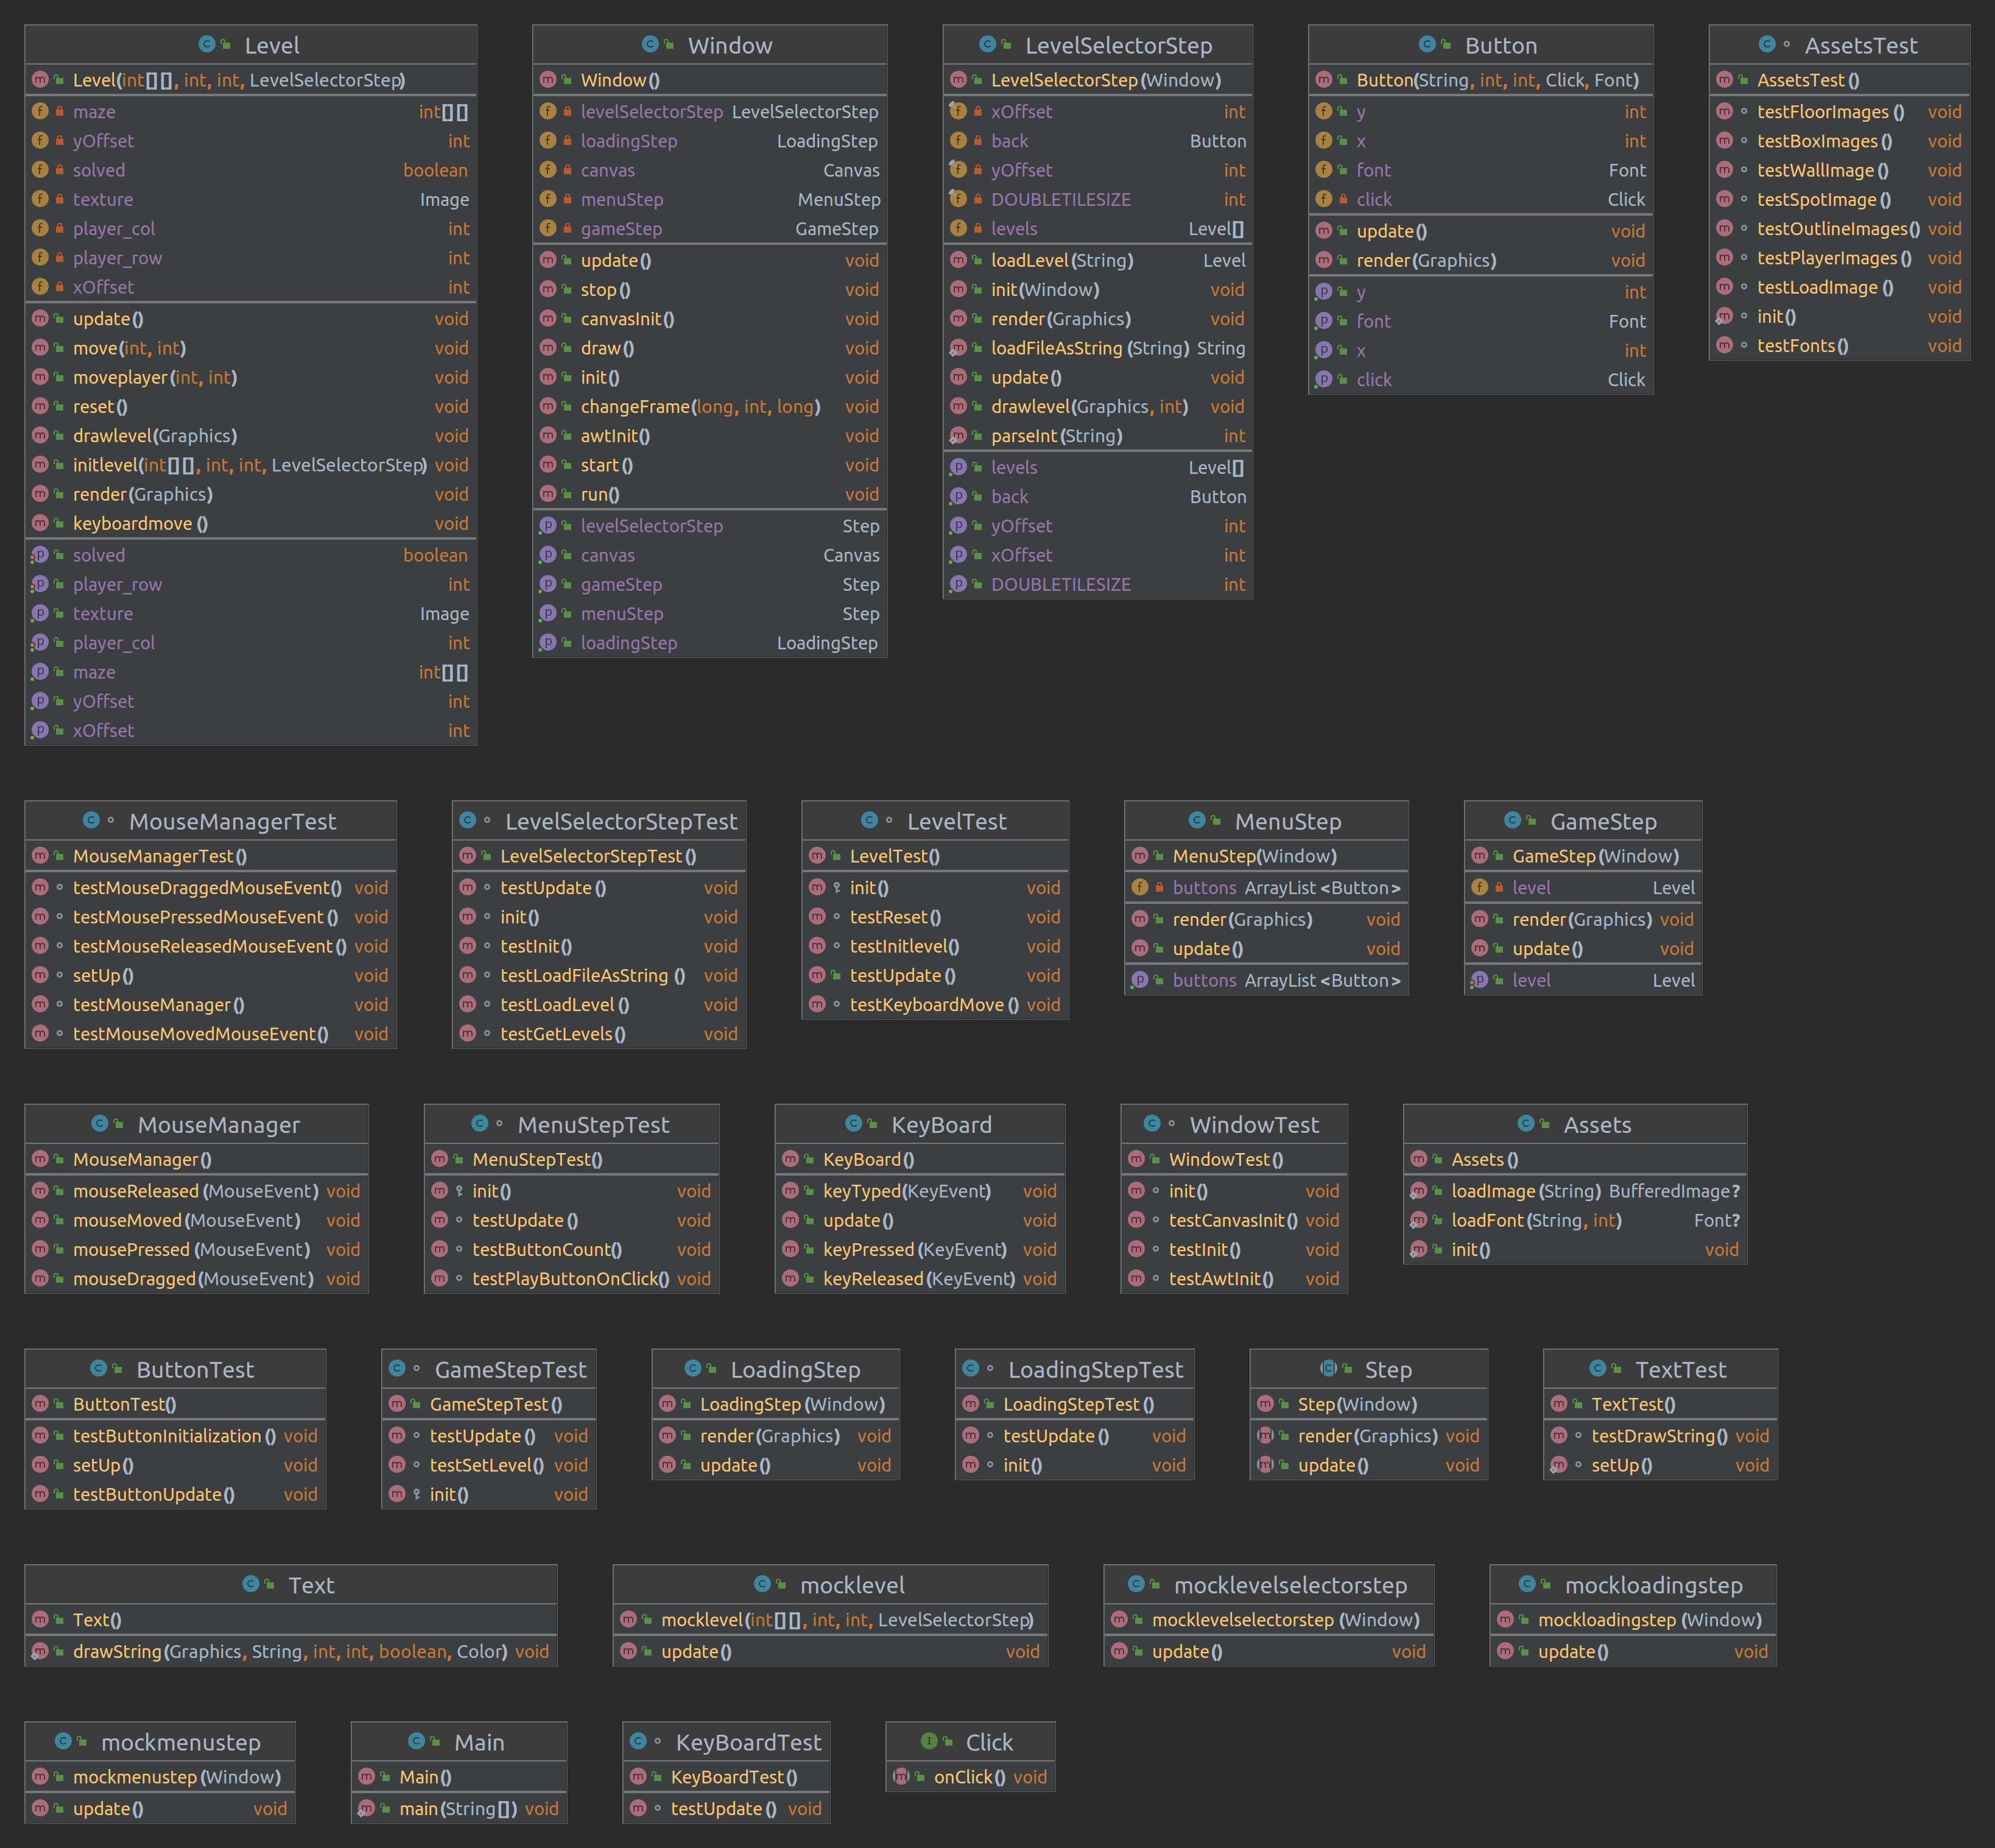 Level
Level(int[][], int, int, LevelSelectorStep)
maze int[][]
yOffset int
solved boolean
texture Image
player_col int
player_row int
xOffset int
update() void
move(int, int) void
moveplayer(int, int) void
reset() void
drawlevel(Graphics) void
initlevel(int[][], int, int, LevelSelectorStep) void
render(Graphics) void
keyboardmove() void
solved boolean
player_row int
texture Image
player_col int
maze int[][]
yOffset int
xOffset int
Window
Window()
levelSelectorStep LevelSelectorStep
loadingStep LoadingStep
canvas Canvas
menuStep MenuStep
gameStep GameStep
update() void
stop() void
canvasInit() void
draw() void
init() void
changeFrame(long, int, long) void
awtInit() void
start() void
run() void
levelSelectorStep Step
canvas Canvas
gameStep Step
menuStep Step
loadingStep LoadingStep
LevelSelectorStep
LevelSelectorStep(Window)
xOffset int
back Button
yOffset int
DOUBLETILESIZE int
levels Level[]
loadLevel(String) Level
init(Window) void
render(Graphics) void
loadFileAsString(String) String
update() void
drawlevel(Graphics, int) void
parseInt(String) int
levels Level[]
back Button
yOffset int
xOffset int
DOUBLETILESIZE int
Button
Button(String, int, int, Click, Font)
y int
x int
font Font
click Click
update() void
render(Graphics) void
y int
font Font
x int
click Click
AssetsTest
AssetsTest()
testFloorImages() void
testBoxImages() void
testWallImage() void
testSpotImage() void
testOutlineImages() void
testPlayerImages() void
testLoadImage() void
init() void
testFonts() void
MouseManagerTest
MouseManagerTest()
testMouseDraggedMouseEvent() void
testMousePressedMouseEvent() void
testMouseReleasedMouseEvent() void
setUp() void
testMouseManager() void
testMouseMovedMouseEvent() void
LevelSelectorStepTest
LevelSelectorStepTest()
testUpdate() void
init() void
testInit() void
testLoadFileAsString() void
testLoadLevel() void
testGetLevels() void
LevelTest
LevelTest()
init() void
testReset() void
testInitlevel() void
testUpdate() void
testKeyboardMove() void
MenuStep
MenuStep(Window)
buttons ArrayList<Button>
render(Graphics) void
update() void
buttons ArrayList<Button>
GameStep
GameStep(Window)
level Level
render(Graphics) void
update() void
level Level
MouseManager
MouseManager()
mouseReleased(MouseEvent) void
mouseMoved(MouseEvent) void
mousePressed(MouseEvent) void
mouseDragged(MouseEvent) void
MenuStepTest
MenuStepTest()
init() void
testUpdate() void
testButtonCount() void
testPlayButtonOnClick() void
KeyBoard
KeyBoard()
keyTyped(KeyEvent) void
update() void
keyPressed(KeyEvent) void
keyReleased(KeyEvent) void
WindowTest
WindowTest()
init() void
testCanvasInit() void
testInit() void
testAwtInit() void
Assets
Assets()
loadImage(String) BufferedImage?
loadFont(String, int) Font?
init() void
ButtonTest
ButtonTest()
testButtonInitialization() void
setUp() void
testButtonUpdate() void
GameStepTest
GameStepTest()
testUpdate() void
testSetLevel() void
init() void
LoadingStep
LoadingStep(Window)
render(Graphics) void
update() void
LoadingStepTest
LoadingStepTest()
testUpdate() void
init() void
Step
Step(Window)
render(Graphics) void
update() void
TextTest
TextTest()
testDrawString() void
setUp() void
Text
Text()
drawString(Graphics, String, int, int, boolean, Color) void
mocklevel
mocklevel(int[][], int, int, LevelSelectorStep)
update() void
mocklevelselectorstep
mocklevelselectorstep(Window)
update() void
mockloadingstep
mockloadingstep(Window)
update() void
mockmenustep
mockmenustep(Window)
update() void
Main
Main()
main(String[]) void
KeyBoardTest
KeyBoardTest()
testUpdate() void
Click
onClick() void